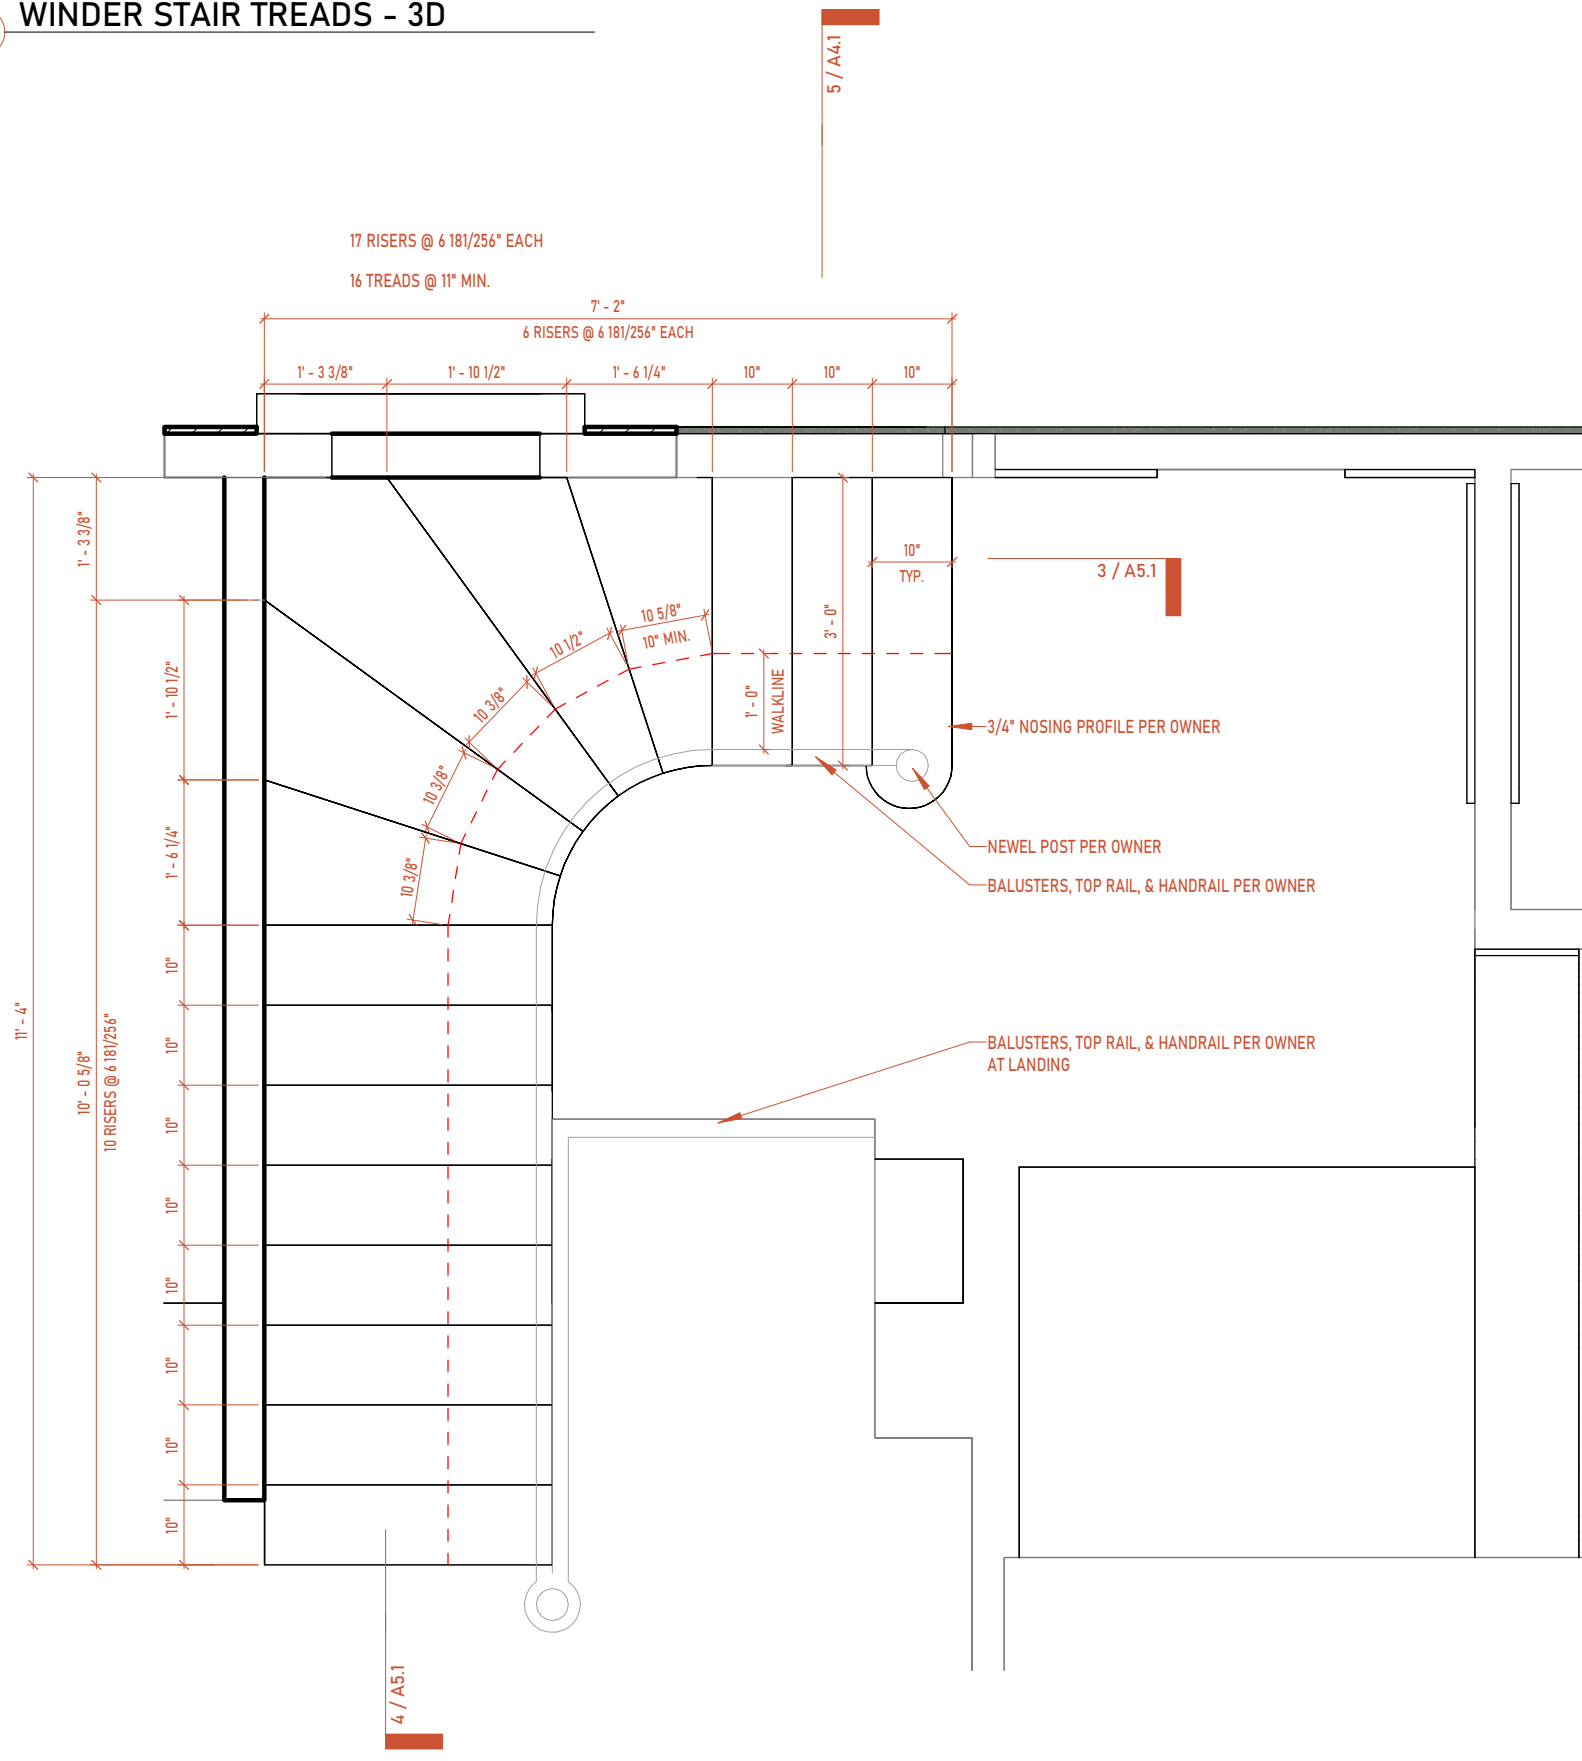 WINDER STAIR TREADS - 3D
5 / A4.1
17 RISERS @ 6 181/256" EACH
16 TREADS @ 11" MIN.
7' - 2"
6 RISERS @ 6 181/256" EACH
1' - 3 3/8"
1' - 10 1/2"
1' - 6 1/4"
10"
10"
10"
1' - 3 3/8"
10"
TYP.
3 / A5.1
3' - 0"
10 5/8"
10" MIN.
10 1/2"
10 3/8"
10 3/8"
10 3/8"
1' - 0"
WALKLINE
1' - 10 1/2"
1' - 6 1/4"
3/4" NOSING PROFILE PER OWNER
NEWEL POST PER OWNER
BALUSTERS, TOP RAIL, & HANDRAIL PER OWNER
11' - 4"
10' - 0 5/8"
10 RISERS @ 6 181/256"
10"
10"
10"
10"
10"
10"
10"
10"
BALUSTERS, TOP RAIL, & HANDRAIL PER OWNER
AT LANDING
4 / A5.1